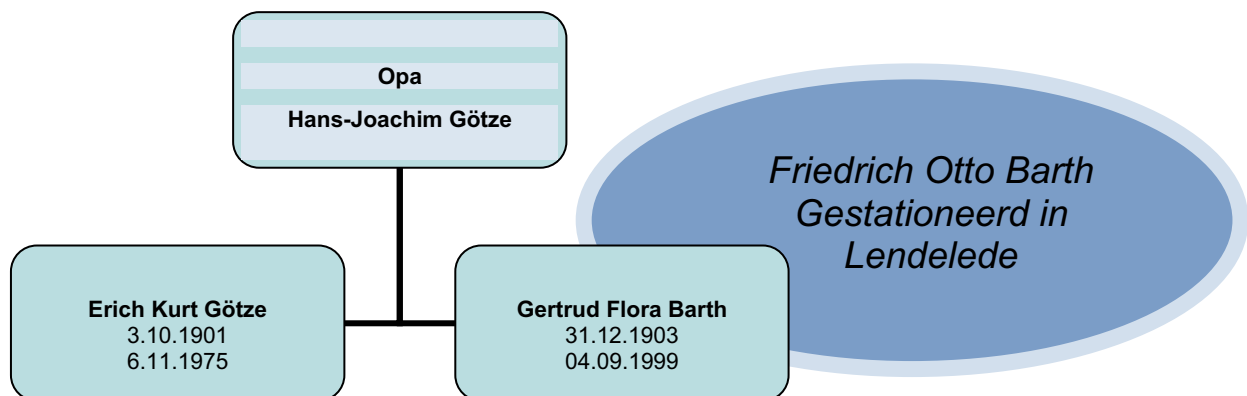 Opa
Hans-Joachim Götze
Friedrich Otto Barth
Gestationeerd in
Lendelede
Erich Kurt Götze
3.10.1901
6.11.1975
Gertrud Flora Barth
31.12.1903
04.09.1999